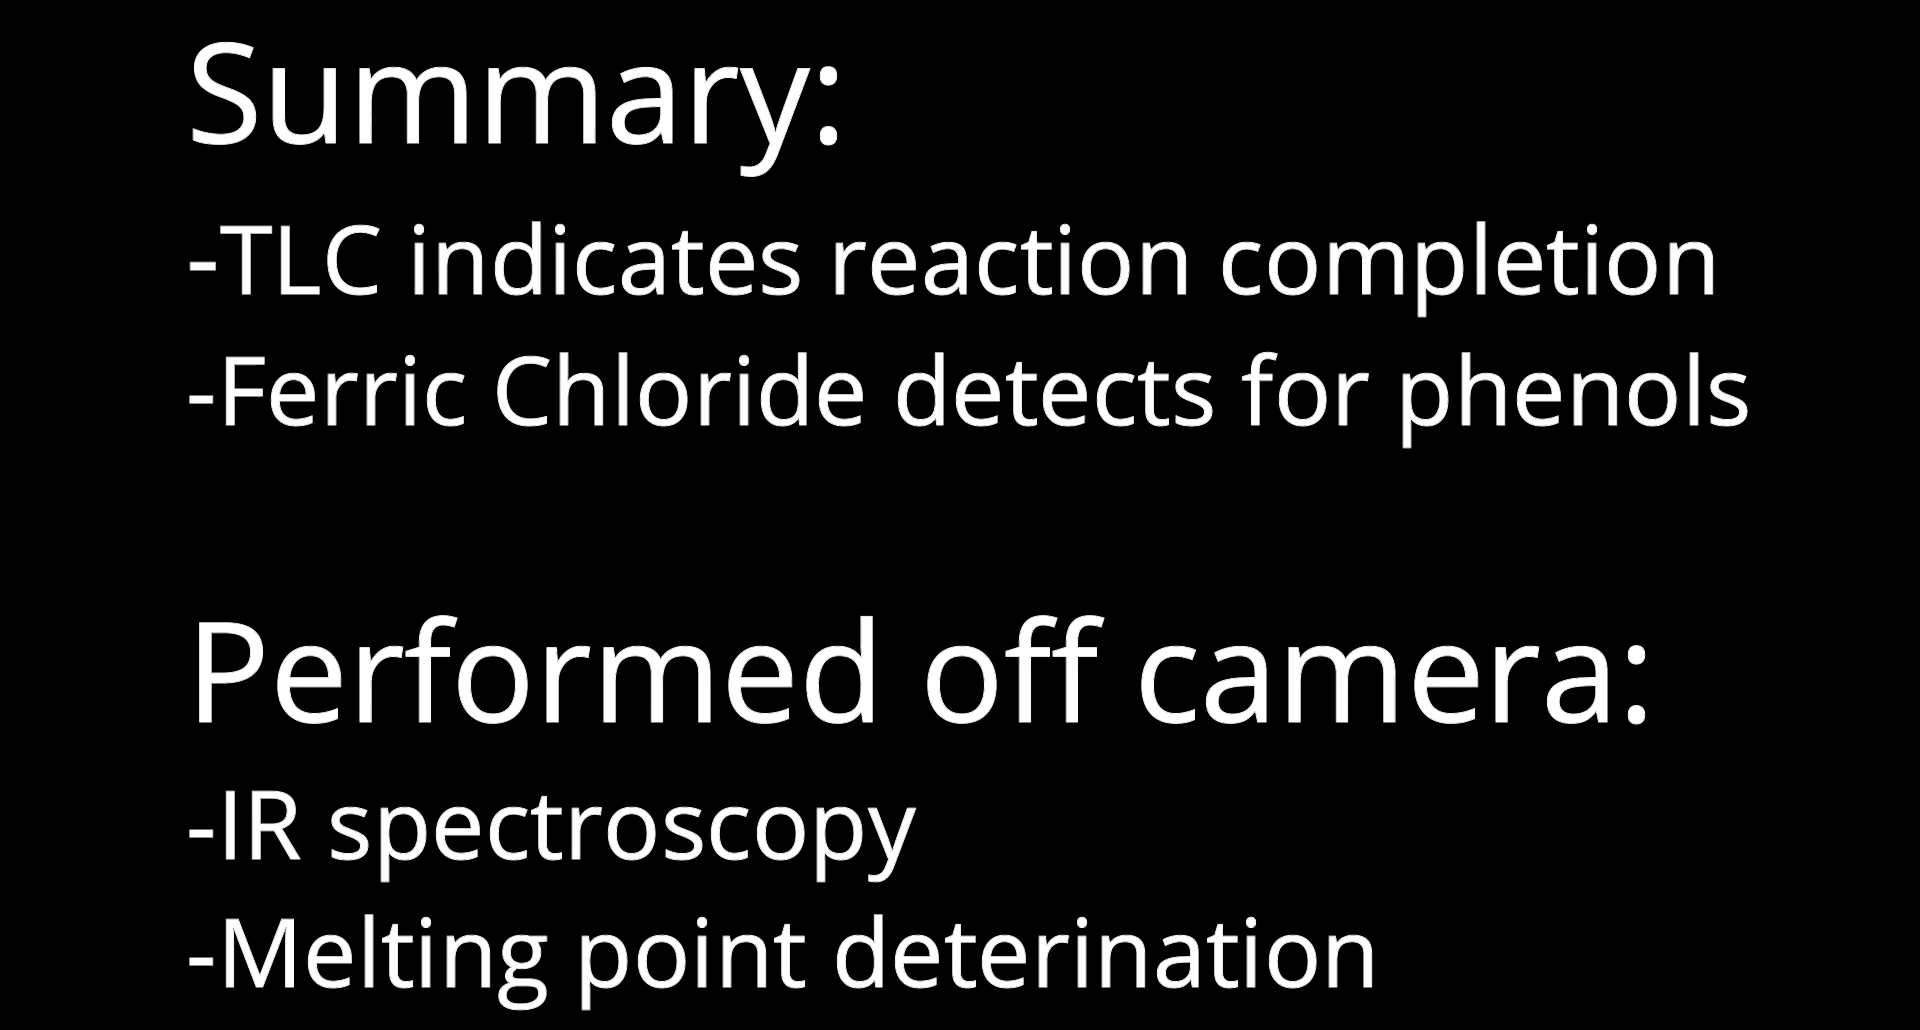 Summary:
-TLC indicates reaction completion
-Ferric Chloride detects for phenols
Performed off camera:
-IR spectroscopy
-Melting point deterination